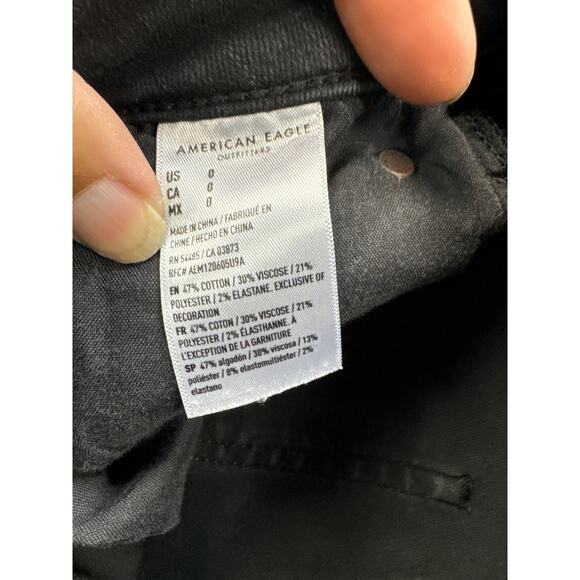 AMERICAN EAGLE
OUTFITTERS
US 0
CA 0
MX 0
MADE IN CHINA / FABRIQUÉ EN
CHINE / HECHO EN CHINA
RN 54485 / CA 03873
BFC# AEM120605U9A
EN 47% COTTON / 30% VISCOSE / 21%
POLYESTER / 2% ELASTANE. EXCLUSIVE OF
DECORATION
FR 47% COTON / 30% VISCOSE / 21%
POLYESTER / 2% ÉLASTHANNE. À
L'EXCEPTION DE LA GARNITURE
SP 47% algodón / 30% viscosa / 13%
poliéster / 8% elastomultiéster / 2%
elastano